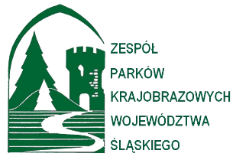 ZESPÓŁ
PARKÓW
KRAJOBRAZOWYCH
WOJEWÓDZTWA
ŚLĄSKIEGO